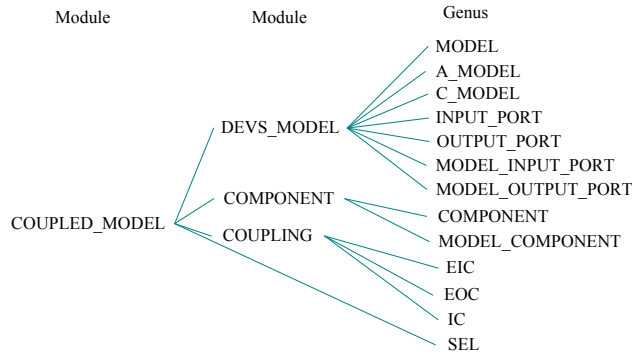 Module Module Genus
MODEL
A_MODEL
C_MODEL
INPUT_PORT
DEVS_MODEL
OUTPUT_PORT
MODEL_INPUT_PORT
MODEL_OUTPUT_PORT
COMPONENT
COMPONENT
COUPLED_MODEL
COUPLING
MODEL_COMPONENT
EIC
EOC
IC
SEL